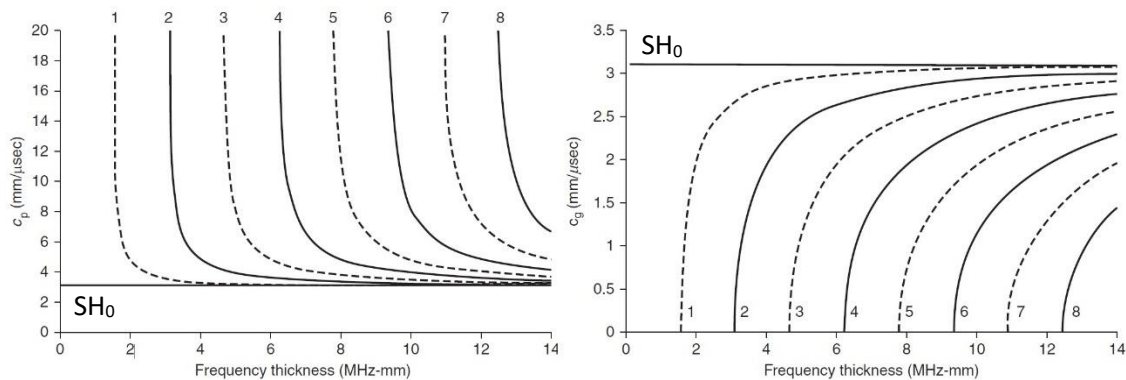 1 2 3 4 5 6 7 8
20
18
16
14
12
10
8
6
4
2
0
cₚ (mm/μsec)
SH₀
0 2 4 6 8 10 12 14
Frequency thickness (MHz-mm)
3.5
3
2.5
2
1.5
1
0.5
0
c_g (mm/μsec)
SH₀
1 2 3 4 5 6 7 8
0 2 4 6 8 10 12 14
Frequency thickness (MHz-mm)